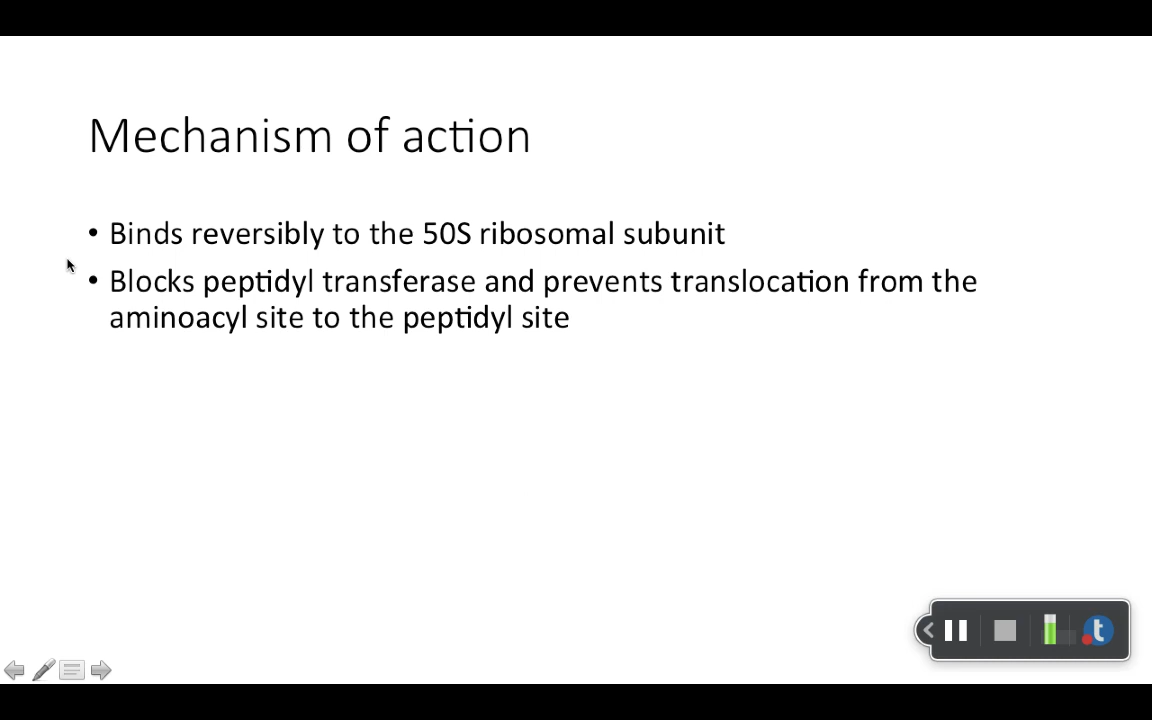 Mechanism of action
• Binds reversibly to the 50S ribosomal subunit
• Blocks peptidyl transferase and prevents translocation from the
aminoacyl site to the peptidyl site
t